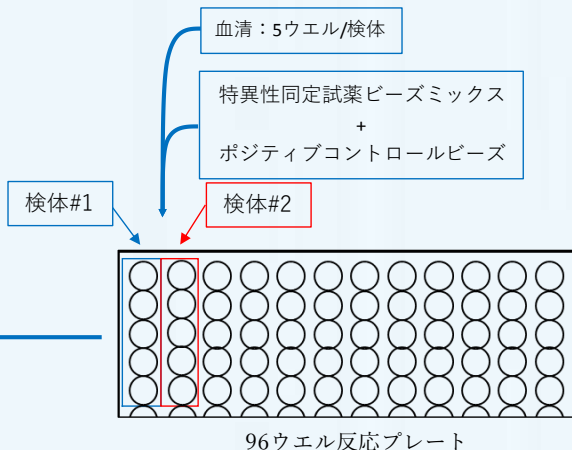 血清：5ウエル/検体
特異性同定試薬ビーズミックス
+
ポジティブコントロールビーズ
検体#1
検体#2
96ウエル反応プレート